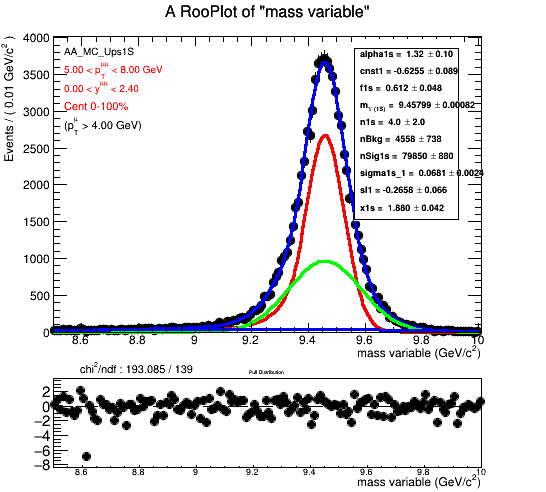 A RooPlot of "mass variable"
Events / ( 0.01 GeV/c² )
4000
3500
3000
2500
2000
1500
1000
500
0
AA_MC_Ups1S
5.00 < p_T^μμ < 8.00 GeV
0.00 < y^μμ < 2.40
Cent 0-100%
(p_T^μ > 4.00 GeV)
alpha1s = 1.32 ± 0.10
cnst1 = -0.6255 ± 0.089
f1s = 0.612 ± 0.048
m_ϒ(1S) = 9.45799 ± 0.00082
n1s = 4.0 ± 2.0
nBkg = 4558 ± 738
nSig1s = 79850 ± 880
sigma1s_1 = 0.0681 ± 0.0024
sl1 = -0.2658 ± 0.066
x1s = 1.880 ± 0.042
8.6 8.8 9 9.2 9.4 9.6 9.8 10
mass variable (GeV/c²)
chi²/ndf : 193.085 / 139
Pull Distribution
2
0
−2
−4
−6
−8
8.6 8.8 9 9.2 9.4 9.6 9.8 10
mass variable (GeV/c²)